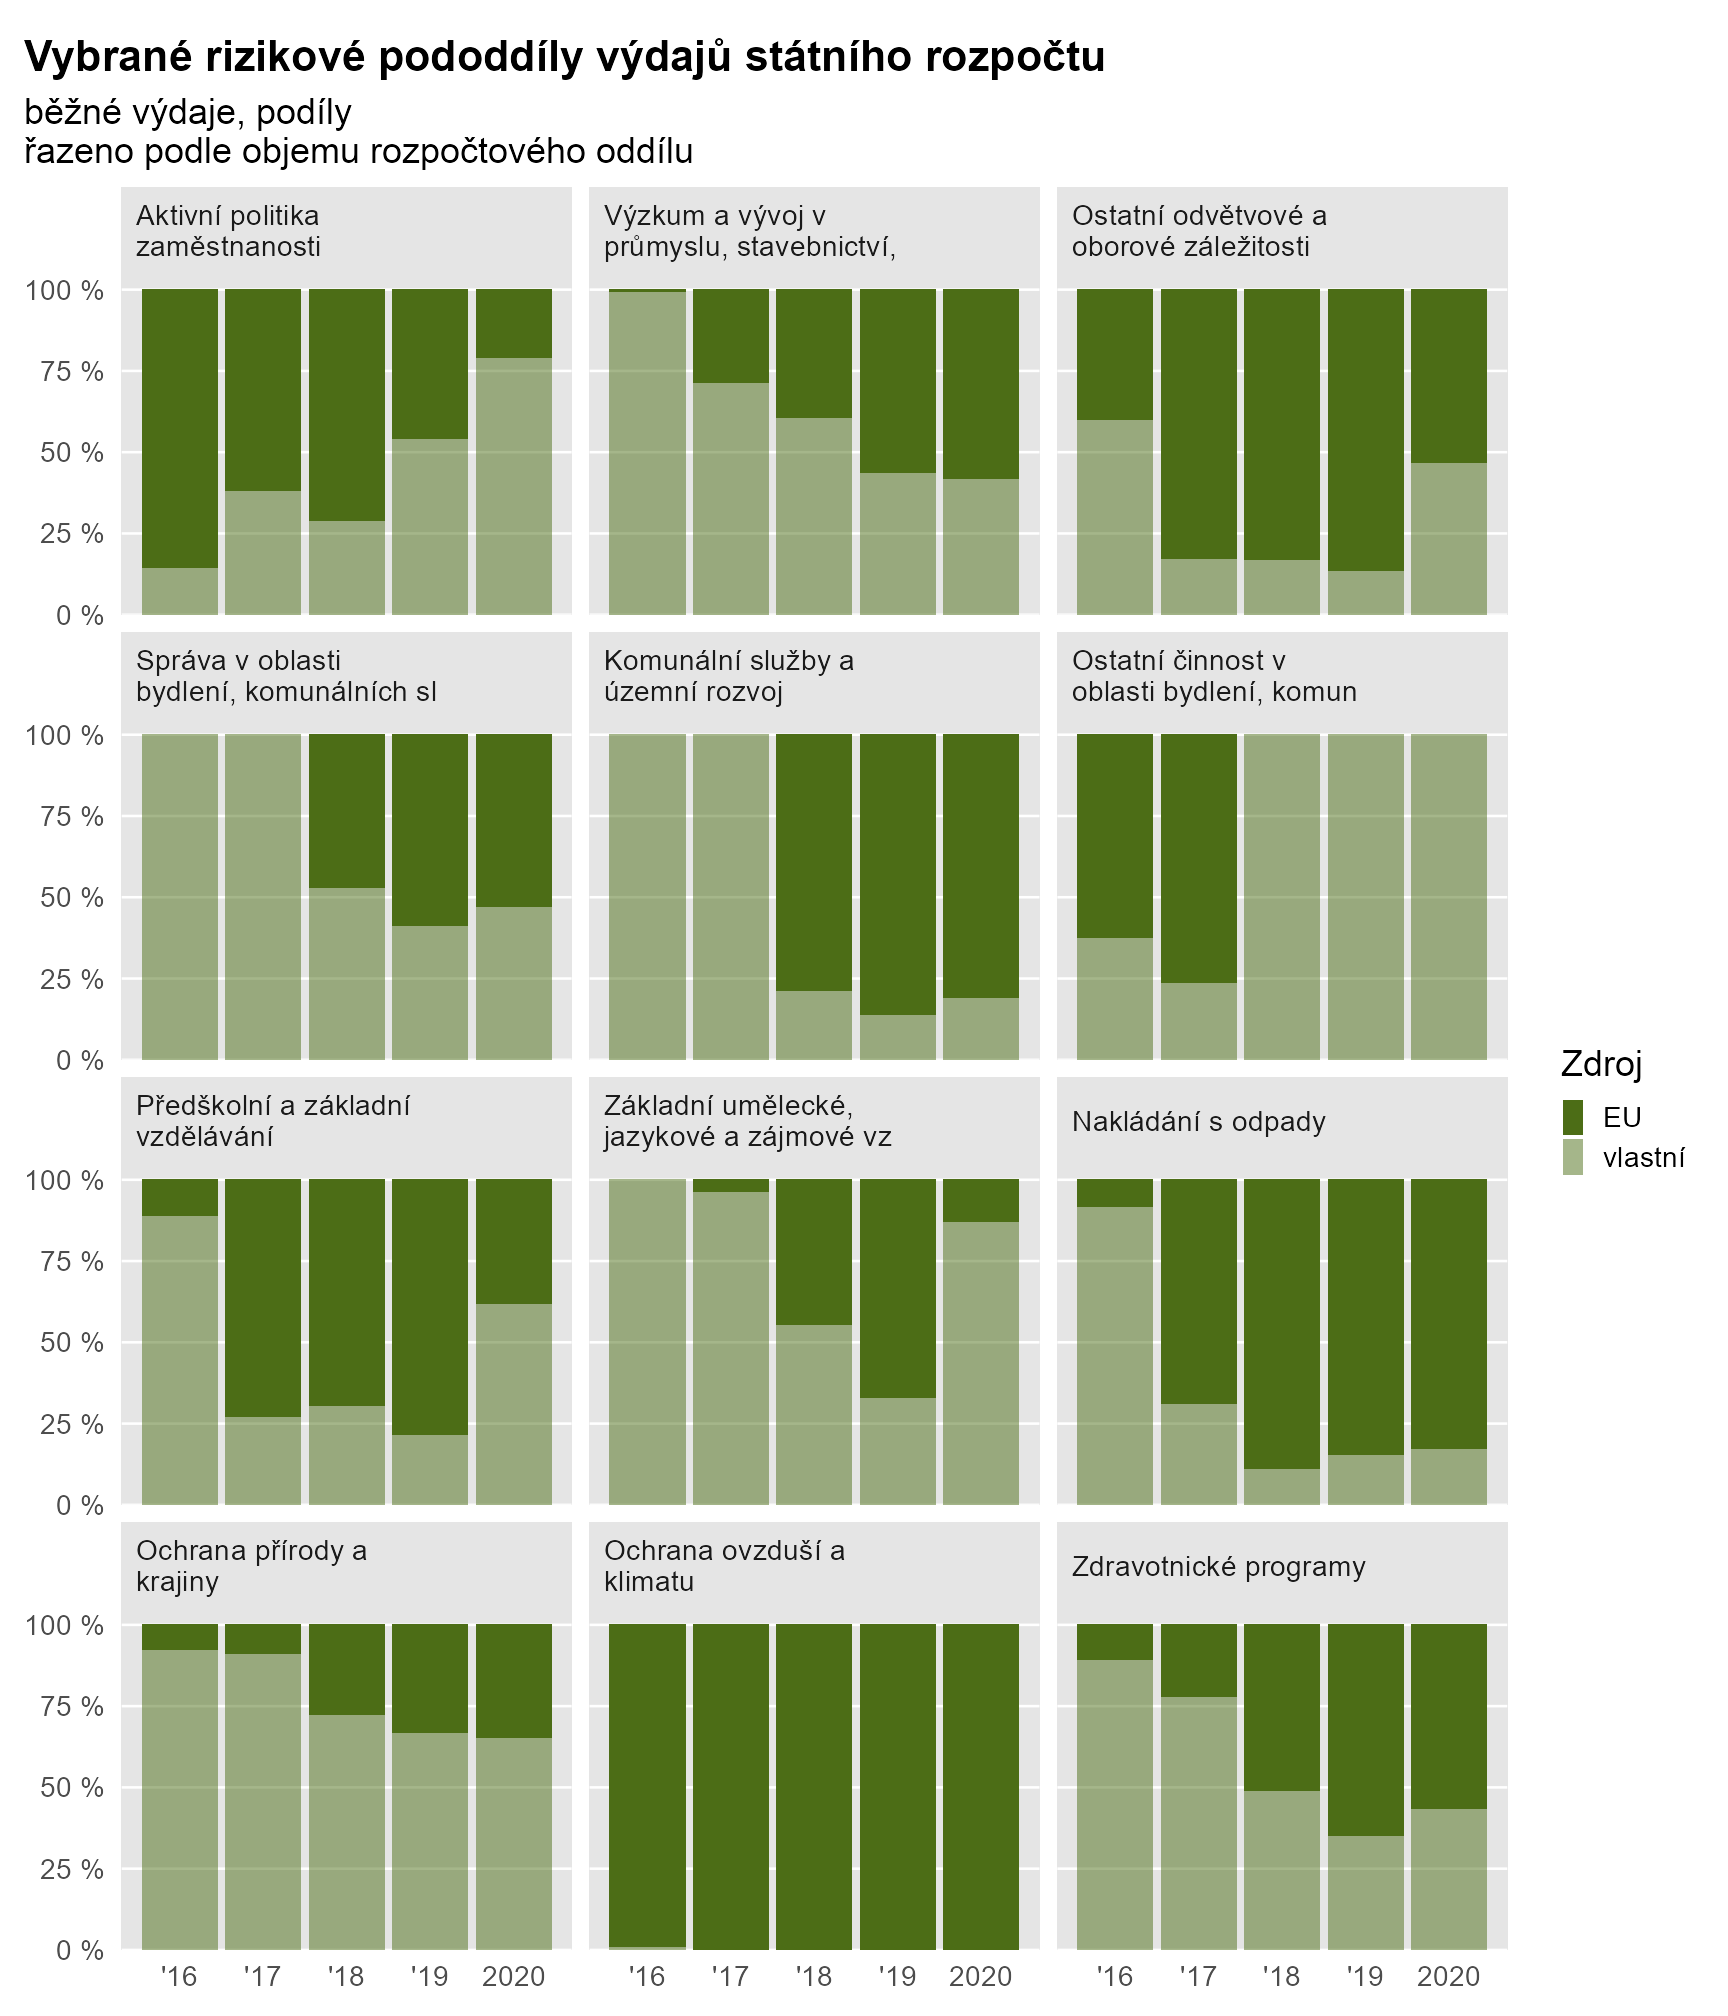 Vybrané rizikové pododdíly výdajů státního rozpočtu
běžné výdaje, podíly
řazeno podle objemu rozpočtového oddílu
Aktivní politika
zaměstnanosti
Výzkum a vývoj v
průmyslu, stavebnictví,
Ostatní odvětvové a
oborové záležitosti
100 %
75 %
50 %
25 %
0 %
Správa v oblasti
bydlení, komunálních sl
Komunální služby a
územní rozvoj
Ostatní činnost v
oblasti bydlení, komun
100 %
75 %
50 %
25 %
0 %
Předškolní a základní
vzdělávání
Základní umělecké,
jazykové a zájmové vz
Nakládání s odpady
100 %
75 %
50 %
25 %
0 %
Ochrana přírody a
krajiny
Ochrana ovzduší a
klimatu
Zdravotnické programy
100 %
75 %
50 %
25 %
0 %
'16 '17 '18 '19 2020
'16 '17 '18 '19 2020
'16 '17 '18 '19 2020
Zdroj
EU
vlastní